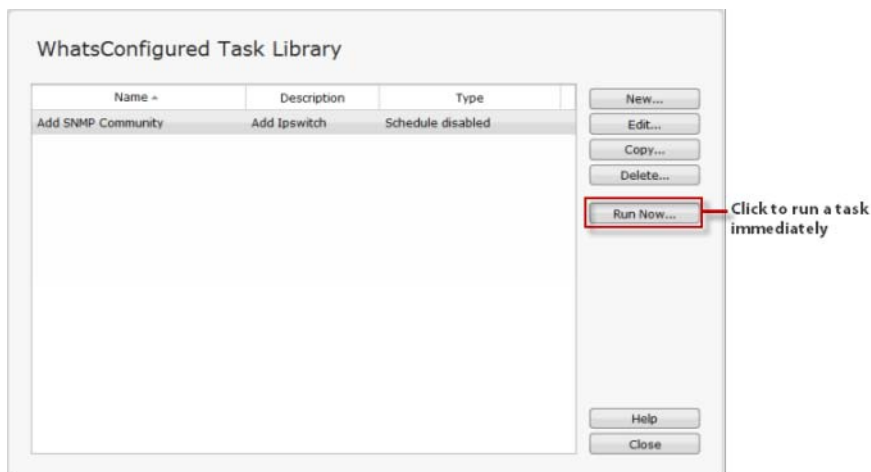 WhatsConfigured Task Library
Name Description Type
Add SNMP Community Add Ipswitch Schedule disabled
New...
Edit...
Copy...
Delete...
Run Now...
Click to run a task
immediately
Help
Close